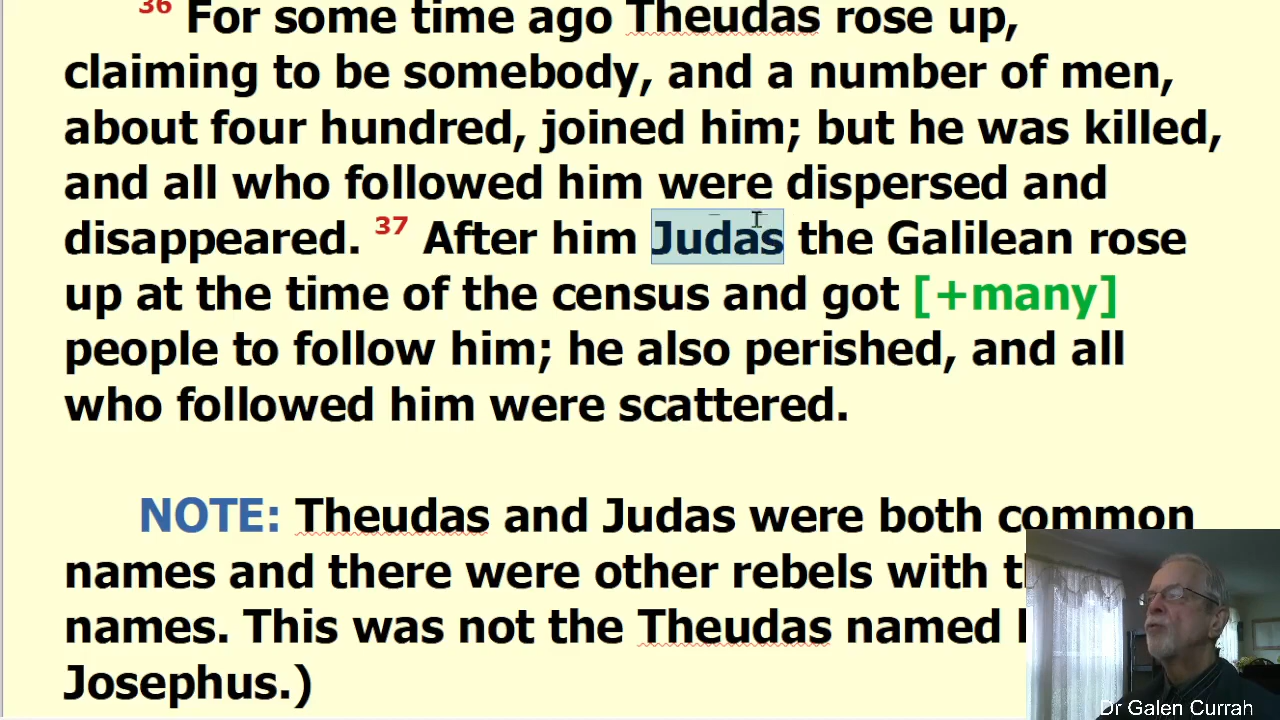 36 For some time ago Theudas rose up,
claiming to be somebody, and a number of men,
about four hundred, joined him; but he was killed,
and all who followed him were dispersed and
disappeared. 37 After him Judas the Galilean rose
up at the time of the census and got [+many]
people to follow him; he also perished, and all
who followed him were scattered.
NOTE: Theudas and Judas were both common
names and there were other rebels with
names. This was not the Theudas named
Josephus.)
Dr Galen Currah